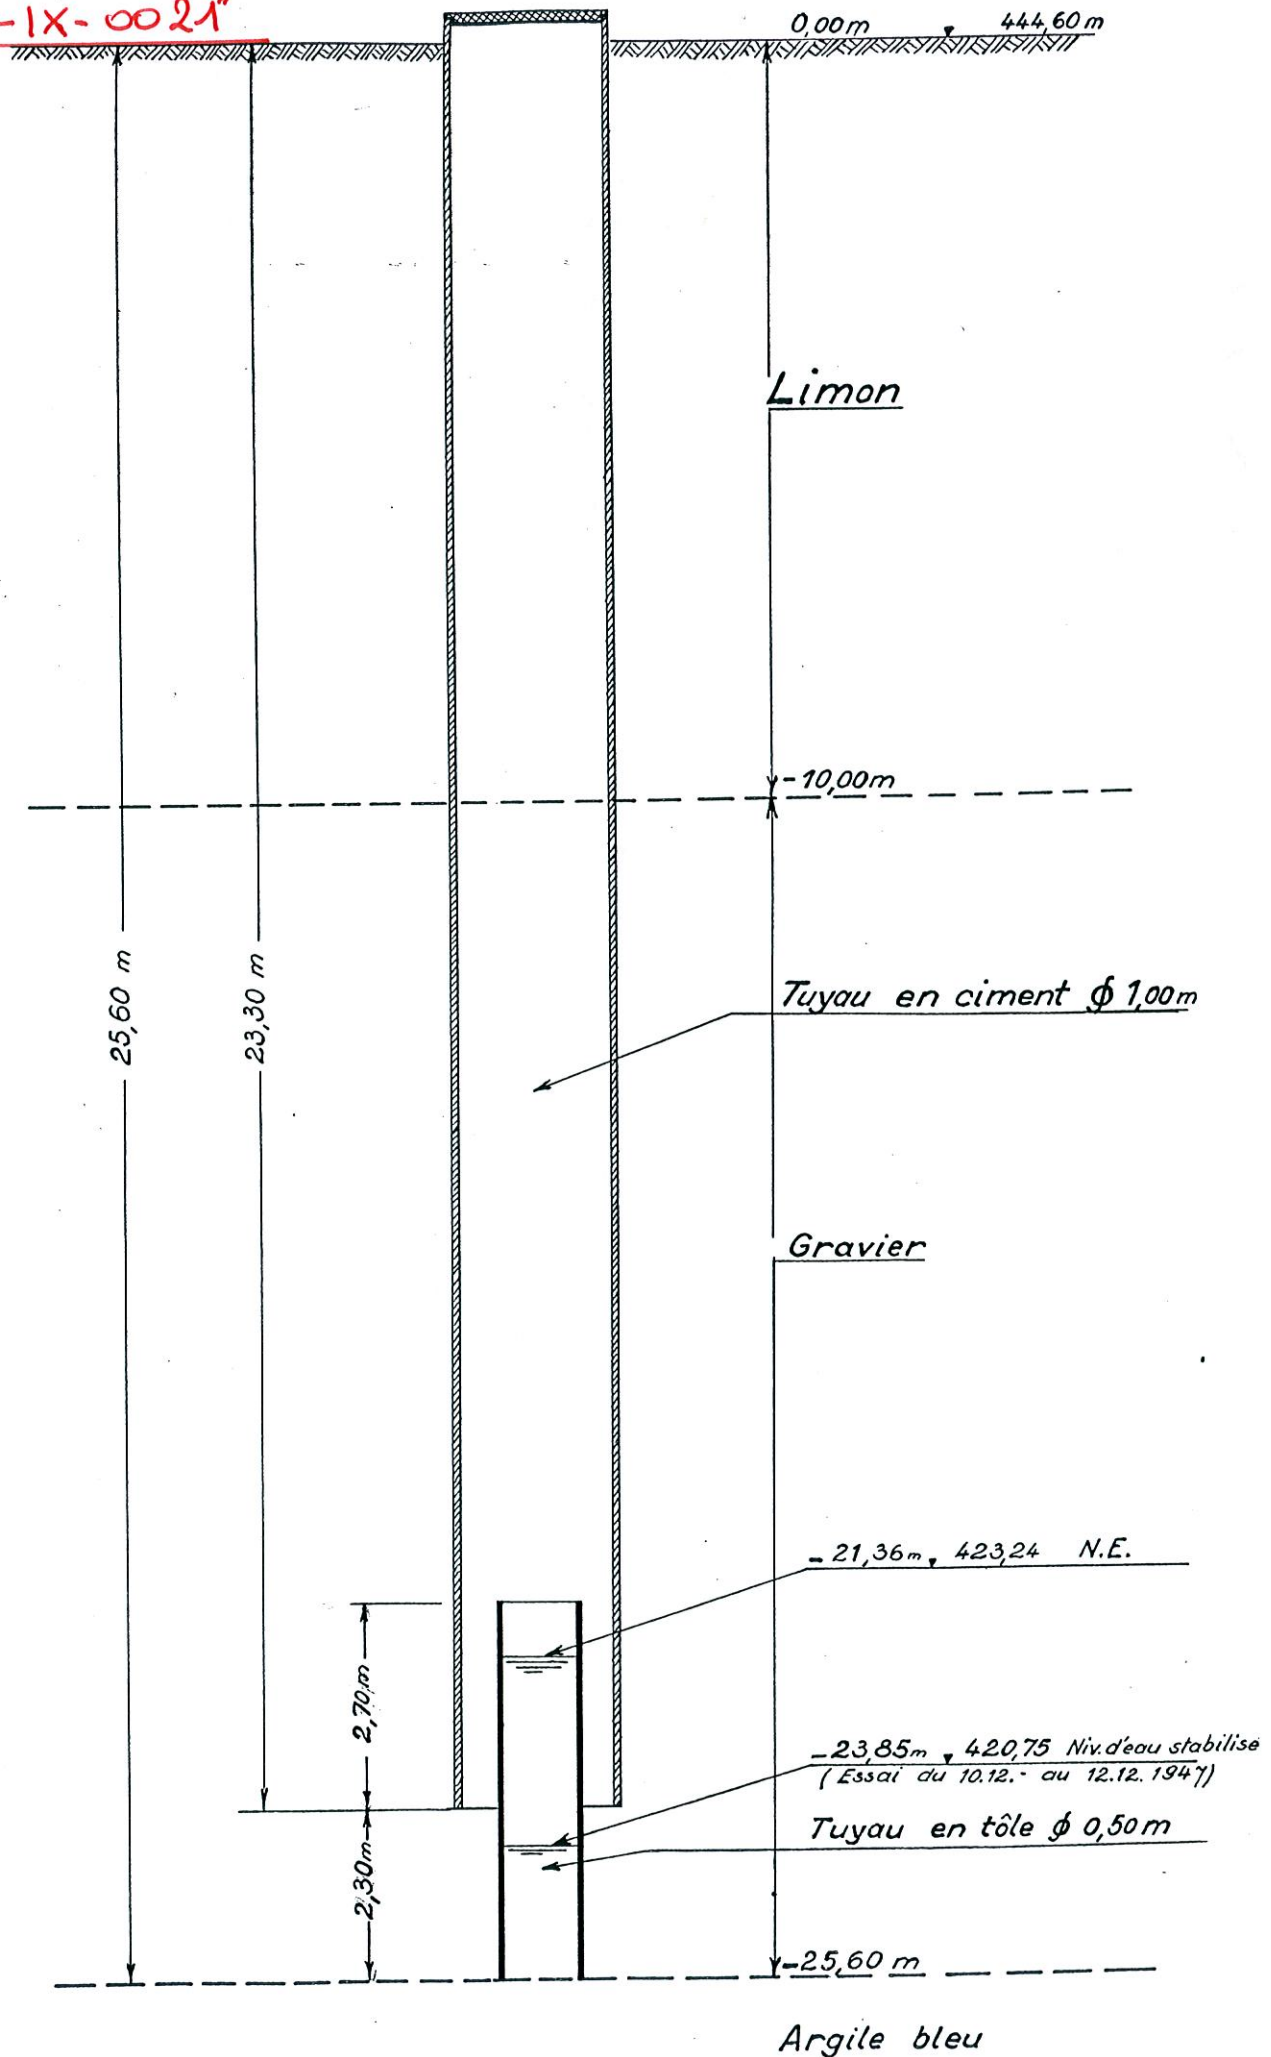 -IX-0021"
0,00m 444,60m
Limon
-10,00m
25,60 m
23,30 m
Tuyau en ciment ϕ 1,00m
Gravier
-21,36m 423,24 N.E.
2,70m
-23,85m 420,75 Niv. d'eau stabilisé
(Essai du 10.12.- au 12.12.1947)
Tuyau en tôle ϕ 0,50m
2,30m
-25,60 m
Argile bleu